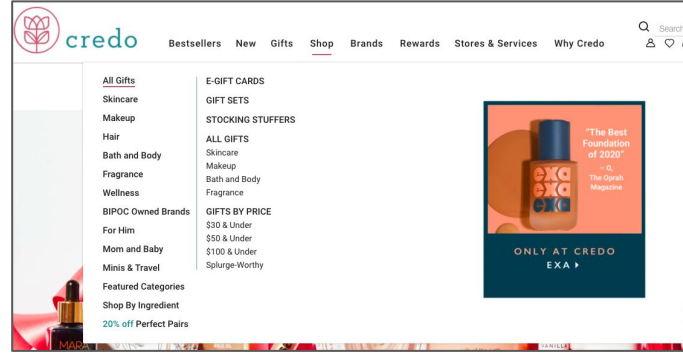 credo
Bestsellers New Gifts Shop Brands Rewards Stores & Services Why Credo
Search
All Gifts
Skincare
Makeup
Hair
Bath and Body
Fragrance
Wellness
BIPOC Owned Brands
For Him
Mom and Baby
Minis & Travel
Featured Categories
Shop By Ingredient
20% off Perfect Pairs
E-GIFT CARDS
GIFT SETS
STOCKING STUFFERS
ALL GIFTS
Skincare
Makeup
Bath and Body
Fragrance
GIFTS BY PRICE
$30 & Under
$50 & Under
$100 & Under
Splurge-Worthy
"The Best
Foundation
of 2020"
- O,
The Oprah
Magazine
exa
exa
exa
ONLY AT CREDO
EXA
MARA
VANILLA